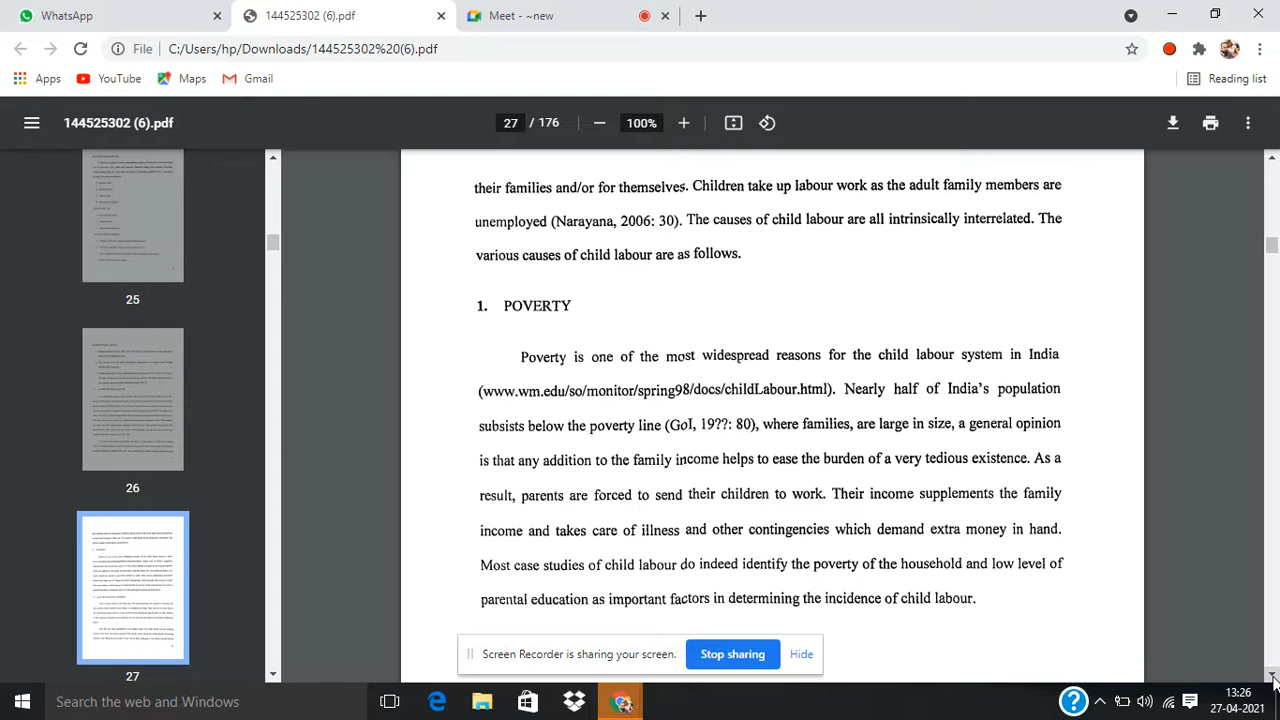 WhatsApp
144525302 (6).pdf
Meet - ~new
File
C:/Users/hp/Downloads/144525302%20(6).pdf
Apps
YouTube
Maps
Gmail
Reading list
144525302 (6).pdf
27 / 176
100%
their families and/or for themselves. Children take up labour work as the adult family members are
unemployed (Narayana, 2006: 30). The causes of child labour are all intrinsically interrelated. The
various causes of child labour are as follows.
1. POVERTY
Poverty is one of the most widespread reasons for the child labour system in India
Nearly half of India's population
subsists below the poverty line (GoI, 19??: 80), where families, are large in size, a general opinion
is that any addition to the family income helps to ease the burden of a very tedious existence. As a
result, parents are forced to send their children to work. Their income supplements the family
income and takes care of illness and other contingencies which demand extra money in hand.
Most case studies of child labour do indeed identify the poverty of the household and low level of
parental education as important factors in determining the incidence of child labour.
25
26
27
Screen Recorder is sharing your screen.
Stop sharing
Hide
Search the web and Windows
13:26
27-04-2021